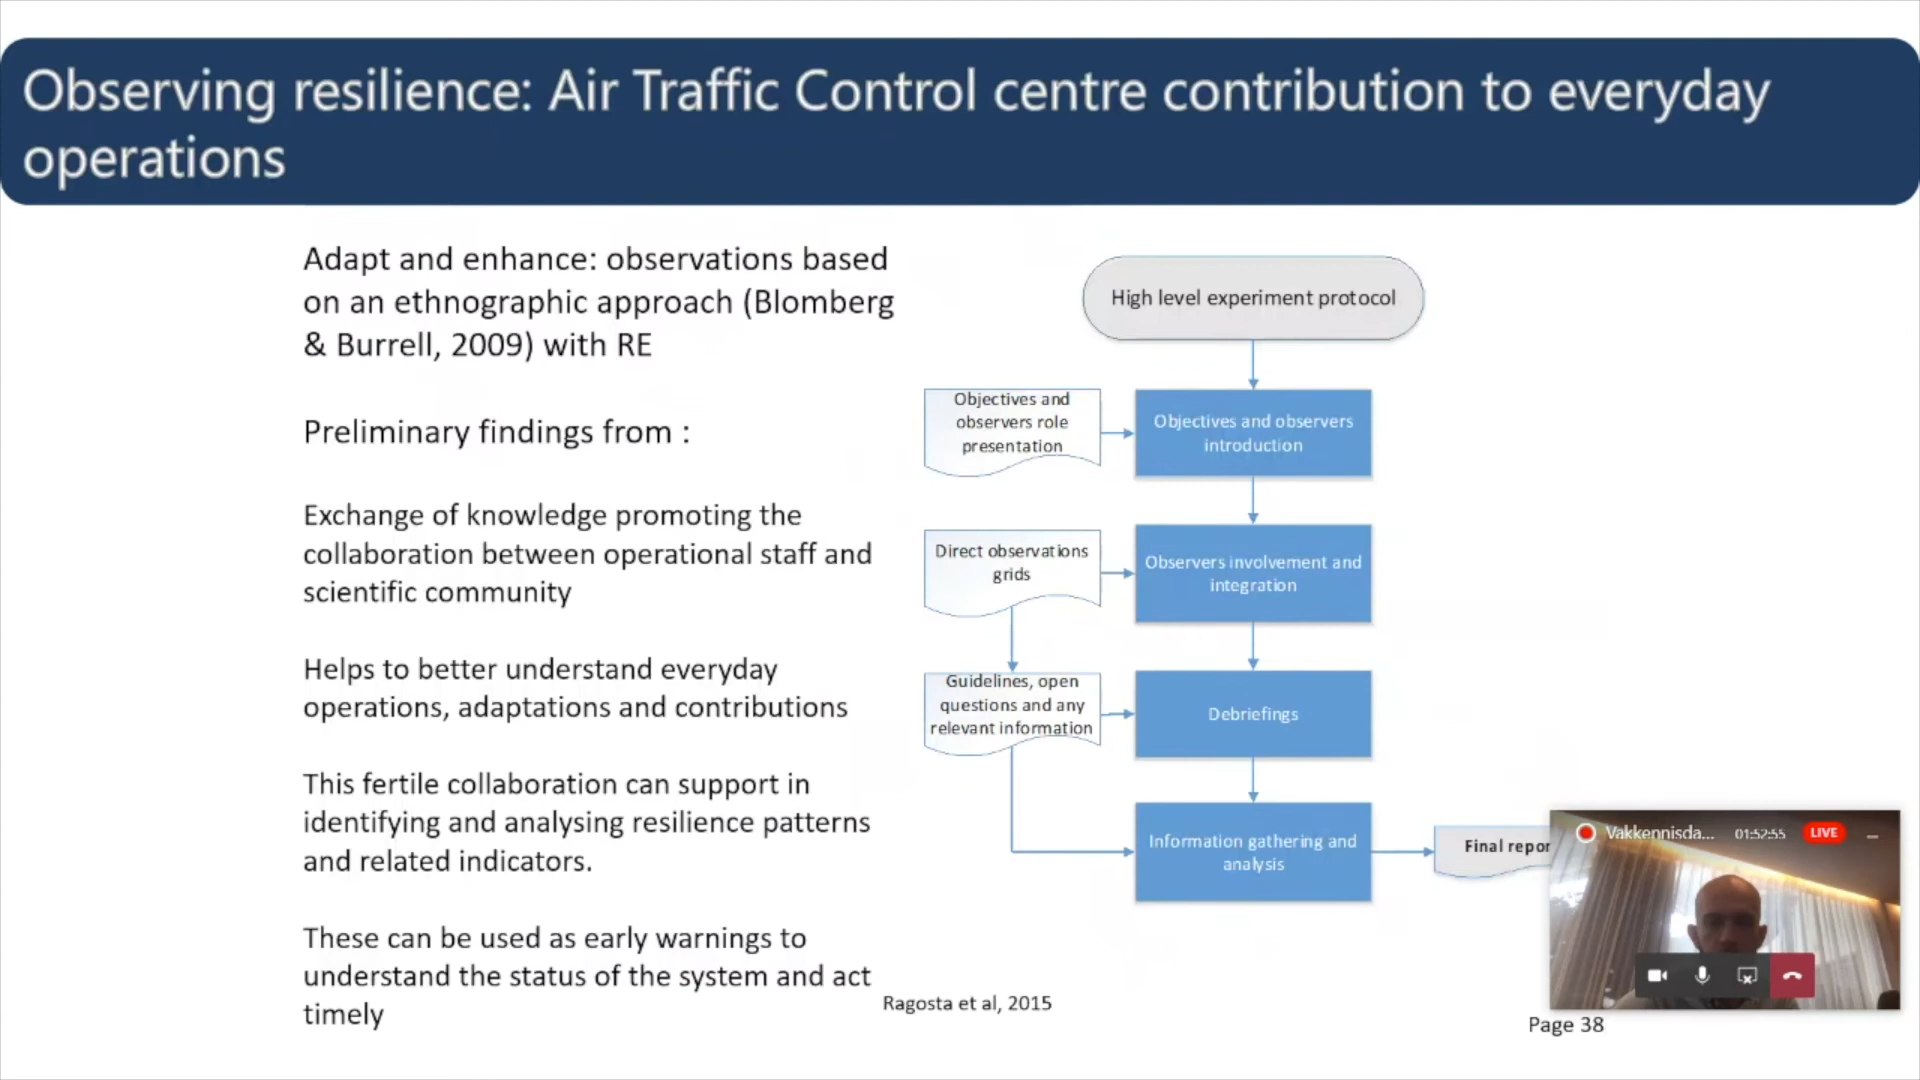 Observing resilience: Air Traffic Control centre contribution to everyday
operations
Adapt and enhance: observations based
on an ethnographic approach (Blomberg
& Burrell, 2009) with RE
Preliminary findings from :
Exchange of knowledge promoting the
collaboration between operational staff and
scientific community
Helps to better understand everyday
operations, adaptations and contributions
This fertile collaboration can support in
identifying and analysing resilience patterns
and related indicators.
These can be used as early warnings to
understand the status of the system and act
timely
High level experiment protocol
Objectives and
observers role
presentation
Objectives and observers
introduction
Direct observations
grids
Observers involvement and
integration
Guidelines, open
questions and any
relevant information
Debriefings
Information gathering and
analysis
Final repor
Vakkennisda... 01:52:55 LIVE
Ragosta et al, 2015
Page 38